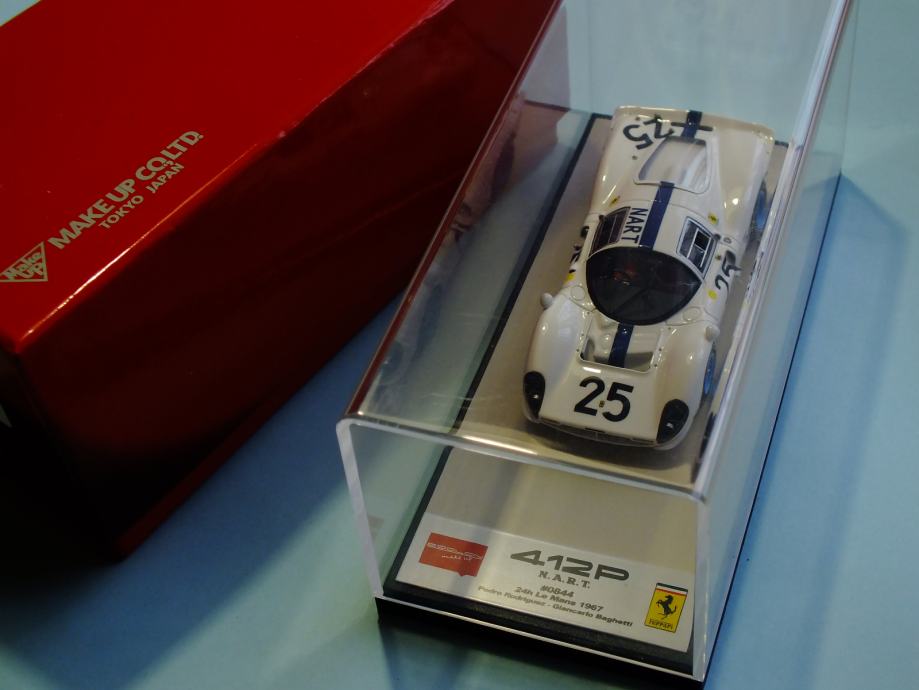 MAKE UP CO.,LTD.
TOKYO JAPAN
Make UP
25
NART
25
25
412P
N.A.R.T.
#0844
24h Le Mans 1967
Pedro Rodriguez - Giancarlo Baghetti
Ferrari